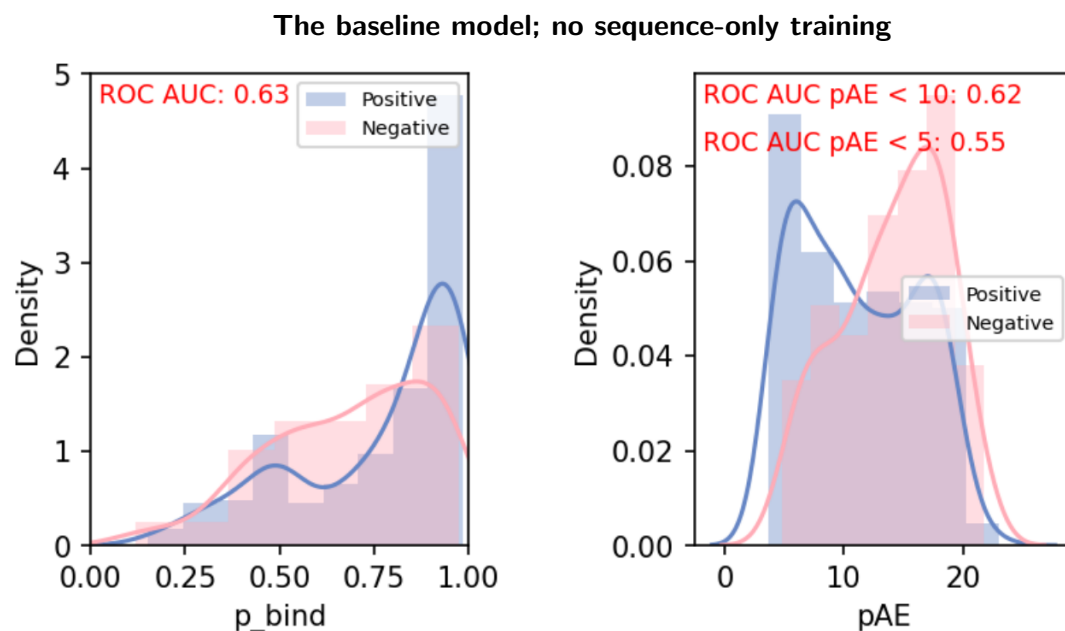 The baseline model; no sequence-only training
ROC AUC: 0.63
Positive
Negative
Density
5
4
3
2
1
0
0.00 0.25 0.50 0.75 1.00
p_bind
ROC AUC pAE < 10: 0.62
ROC AUC pAE < 5: 0.55
Positive
Negative
Density
0.08
0.06
0.04
0.02
0.00
0 10 20
pAE